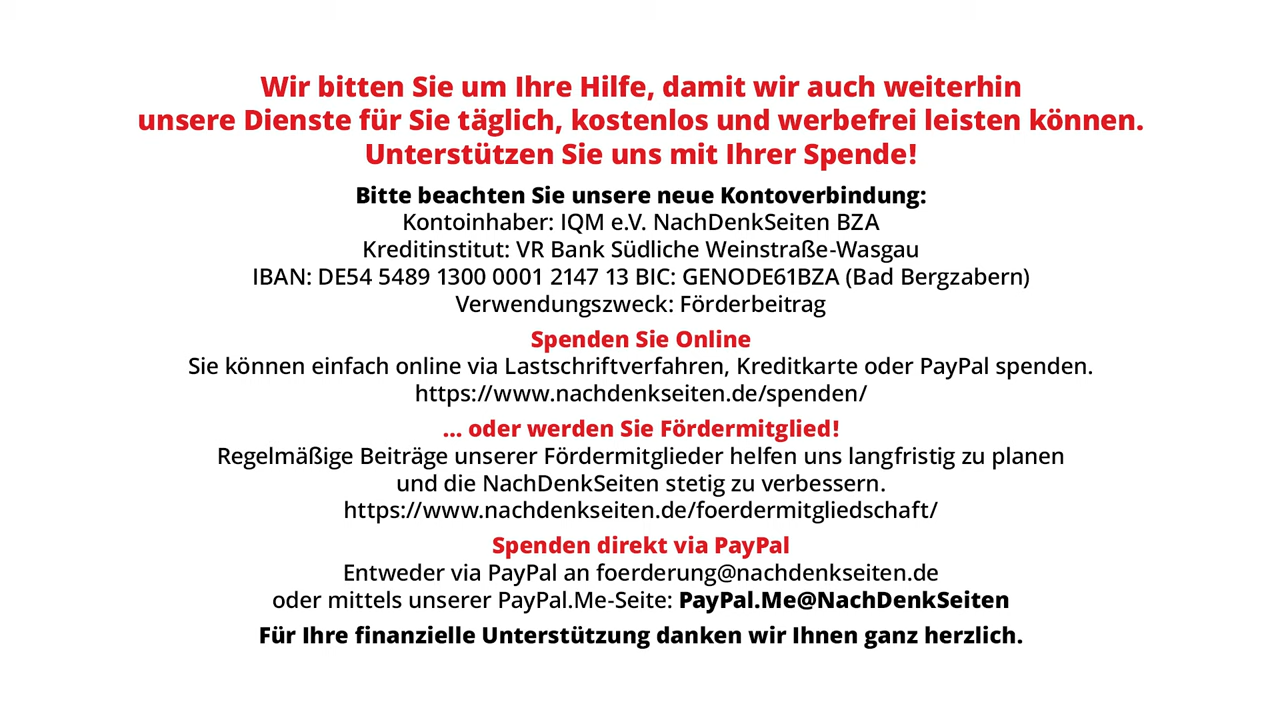 Wir bitten Sie um Ihre Hilfe, damit wir auch weiterhin
unsere Dienste für Sie täglich, kostenlos und werbefrei leisten können.
Unterstützen Sie uns mit Ihrer Spende!
Bitte beachten Sie unsere neue Kontoverbindung:
Kontoinhaber: IQM e.V. NachDenkSeiten BZA
Kreditinstitut: VR Bank Südliche Weinstraße-Wasgau
IBAN: DE54 5489 1300 0001 2147 13 BIC: GENODE61BZA (Bad Bergzabern)
Verwendungszweck: Förderbeitrag
Spenden Sie Online
Sie können einfach online via Lastschriftverfahren, Kreditkarte oder PayPal spenden.
https://www.nachdenkseiten.de/spenden/
... oder werden Sie Fördermitglied!
Regelmäßige Beiträge unserer Fördermitglieder helfen uns langfristig zu planen
und die NachDenkSeiten stetig zu verbessern.
https://www.nachdenkseiten.de/foerdermitgliedschaft/
Spenden direkt via PayPal
Entweder via PayPal an foerderung@nachdenkseiten.de
oder mittels unserer PayPal.Me-Seite: PayPal.Me@NachDenkSeiten
Für Ihre finanzielle Unterstützung danken wir Ihnen ganz herzlich.